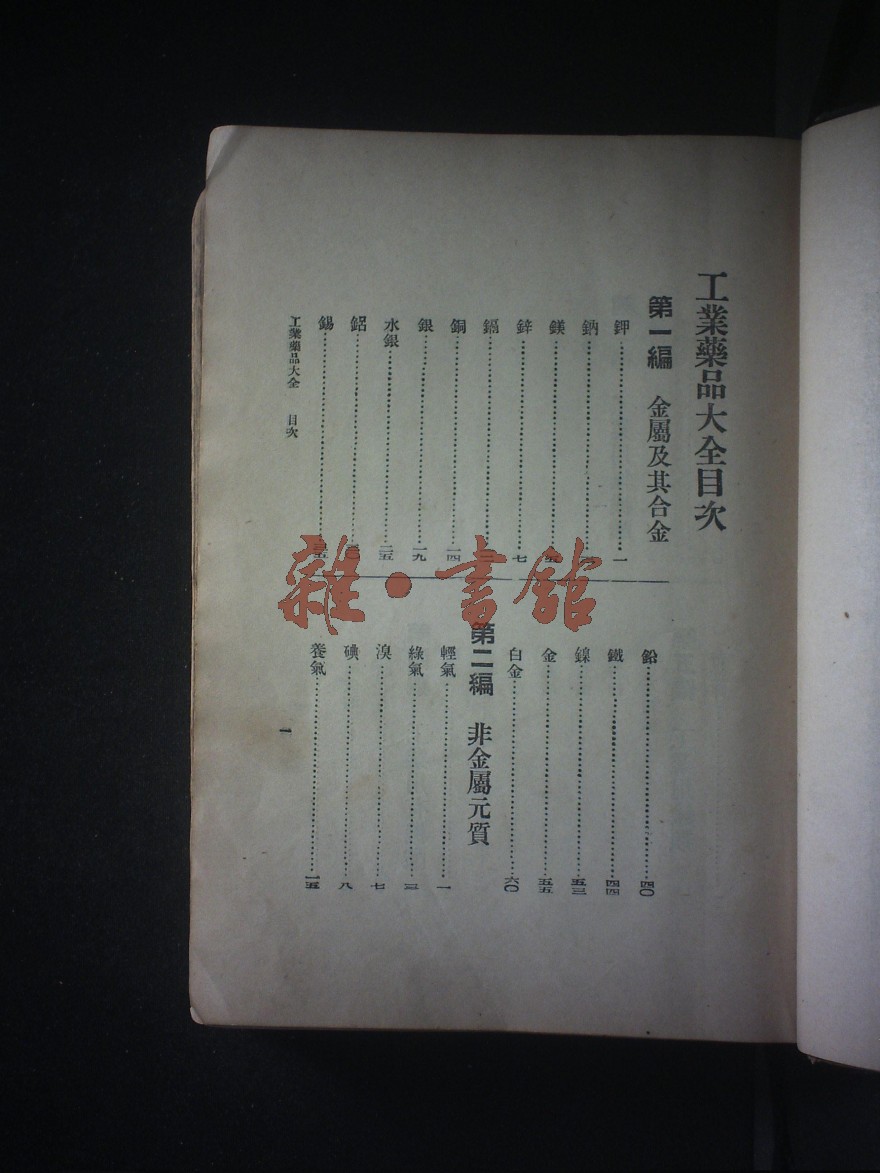 工業藥品大全目次
第一編 金屬及其合金
鉀⋯⋯一
鈉⋯⋯
鎂⋯⋯
鋅⋯⋯七
鎘⋯⋯
銅⋯⋯一四
銀⋯⋯一九
水銀⋯⋯二五
鋁⋯⋯
錫⋯⋯三五
鉛⋯⋯四〇
鐵⋯⋯四四
鎳⋯⋯五三
金⋯⋯五五
白金⋯⋯六〇
第二編 非金屬元質
輕氣⋯⋯一
綠氣⋯⋯三
溴⋯⋯七
碘⋯⋯八
養氣⋯⋯一五
工業藥品大全 目次
一
雜·書館